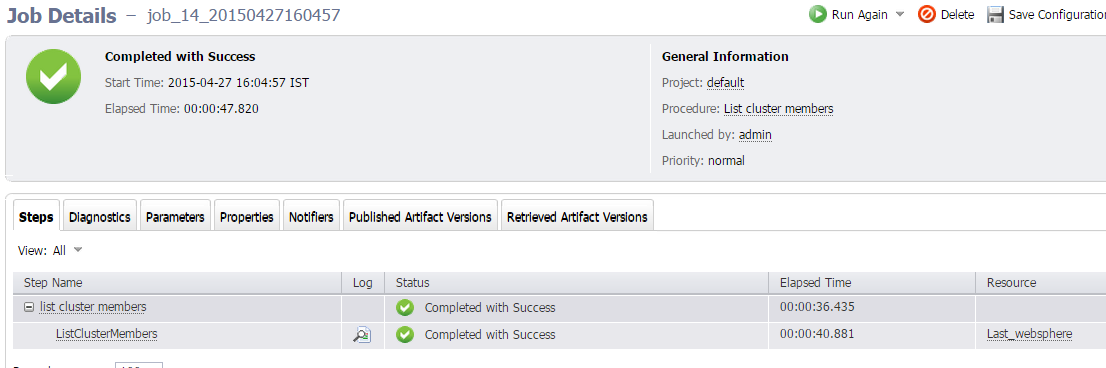 Job Details – job_14_20150427160457
Run Again Delete Save Configuratio
Completed with Success
Start Time: 2015-04-27 16:04:57 IST
Elapsed Time: 00:00:47.820
General Information
Project: default
Procedure: List cluster members
Launched by: admin
Priority: normal
Steps Diagnostics Parameters Properties Notifiers Published Artifact Versions Retrieved Artifact Versions
View: All
Step Name Log Status Elapsed Time Resource
list cluster members Completed with Success 00:00:36.435
ListClusterMembers Completed with Success 00:00:40.881 Last_websphere